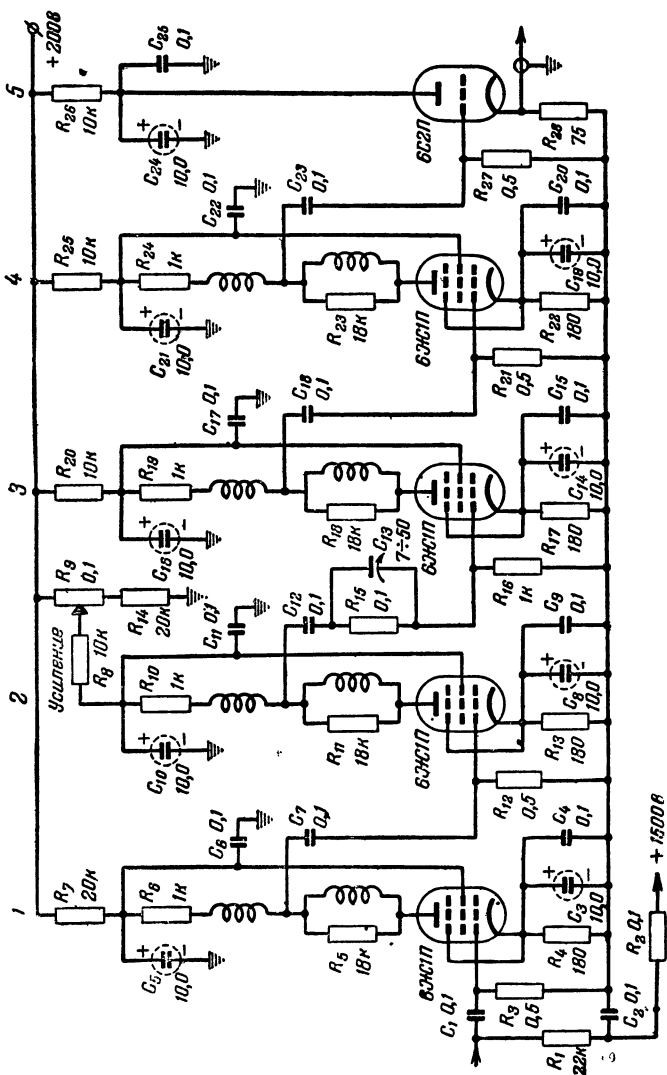 1
2
3
4
5
+200В
R7
20к
C5
10,0
R6
1к
C6 0,1
C7
0,1
R5
18к
6Ж1П
C1 0,1
R1
22к
R3
0,5
R4
180
C3
10,0
C4
0,1
C2 0,1
R2 0,1
+1500В
Усиление
R8 10к
R9
0,1
R14
20к
C10
10,0
R10
1к
C11 0,1
C12
0,1
R15
0,1
C13
7÷50
R11
18к
6Ж1П
R12
0,5
R13
180
C8
10,0
C9
0,1
R20
10к
C16
10,0
R19
1к
C17 0,1
C18
0,1
R18
18к
6Ж1П
R16
1к
R17
180
C14
10,0
C15
0,1
R25
10к
C21
10,0
R24
1к
C22
0,1
C23
0,1
R23
18к
6Ж1П
R21
0,5
R22
180
C19
10,0
C20
0,1
R26
10к
C24
10,0
C25
0,1
6С2П
R27
0,5
R28
75